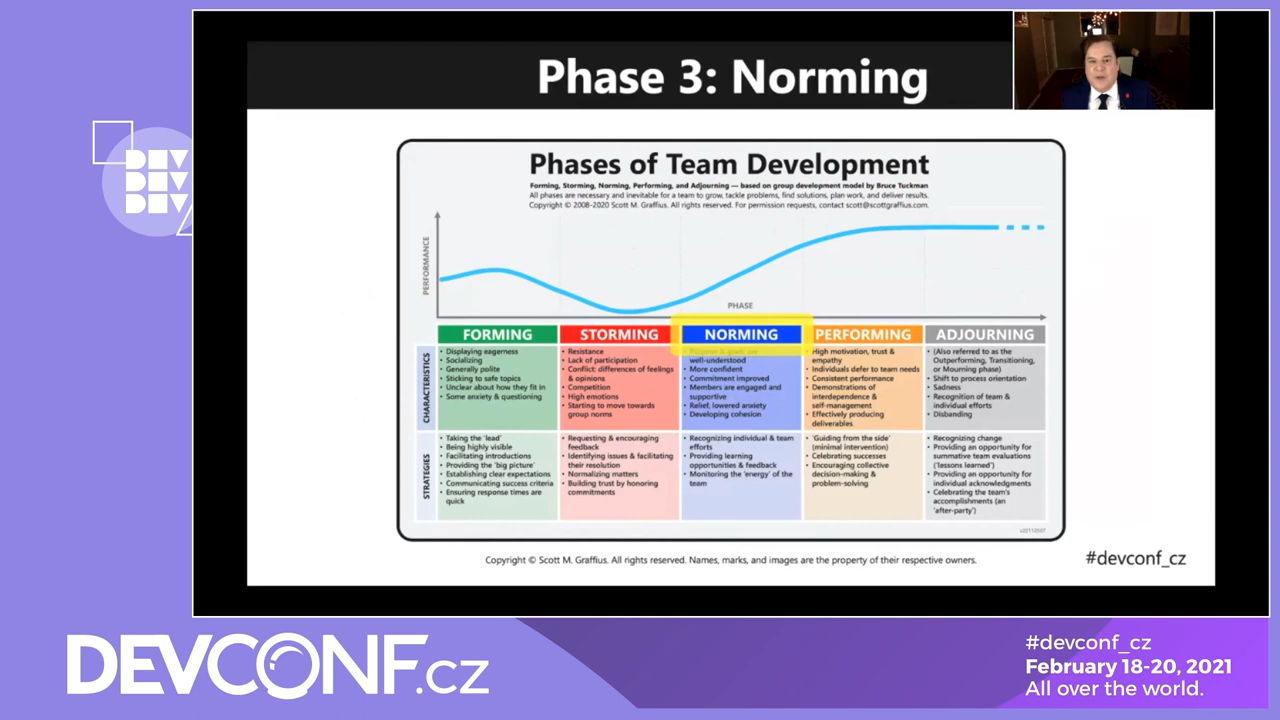 Phase 3: Norming
DEV
DEV
DEV
Phases of Team Development
Forming, Storming, Norming, Performing, and Adjourning — based on group development model by Bruce Tuckman
All phases are necessary and inevitable for a team to grow, tackle problems, find solutions, plan work, and deliver results.
Copyright © 2008-2020 Scott M. Graffius. All rights reserved. For permission requests, contact scott@scottgraffius.com.
PERFORMANCE
PHASE
FORMING
STORMING
NORMING
PERFORMING
ADJOURNING
CHARACTERISTICS
• Displaying eagerness
• Socializing
• Generally polite
• Sticking to safe topics
• Unclear about how they fit in
• Some anxiety & questioning
• Resistance
• Lack of participation
• Conflict: differences of feelings
& opinions
• Competition
• High emotions
• Starting to move towards
group norms
• Purpose & goals are
well-understood
• More confident
• Commitment improved
• Members are engaged and
supportive
• Relief, lowered anxiety
• Developing cohesion
• High motivation, trust &
empathy
• Individuals defer to team needs
• Consistent performance
• Demonstrations of
interdependence &
self-management
• Effectively producing
deliverables
• (Also referred to as the
Outperforming, Transitioning,
or Mourning phase)
• Shift to process orientation
• Sadness
• Recognition of team &
individual efforts
• Disbanding
STRATEGIES
• Taking the 'lead'
• Being highly visible
• Facilitating introductions
• Providing the 'big picture'
• Establishing clear expectations
• Communicating success criteria
• Ensuring response times are
quick
• Requesting & encouraging
feedback
• Identifying issues & facilitating
their resolution
• Normalizing matters
• Building trust by honoring
commitments
• Recognizing individual & team
efforts
• Providing learning
opportunities & feedback
• Monitoring the 'energy' of the
team
• 'Guiding from the side'
(minimal intervention)
• Celebrating successes
• Encouraging collective
decision-making &
problem-solving
• Recognizing change
• Providing an opportunity for
summative team evaluations
('lessons learned')
• Providing an opportunity for
individual acknowledgments
• Celebrating the team's
accomplishments (an
'after-party')
Copyright © Scott M. Graffius. All rights reserved. Names, marks, and images are the property of their respective owners.
#devconf_cz
DEVCONF.cz
#devconf_cz
February 18-20, 2021
All over the world.